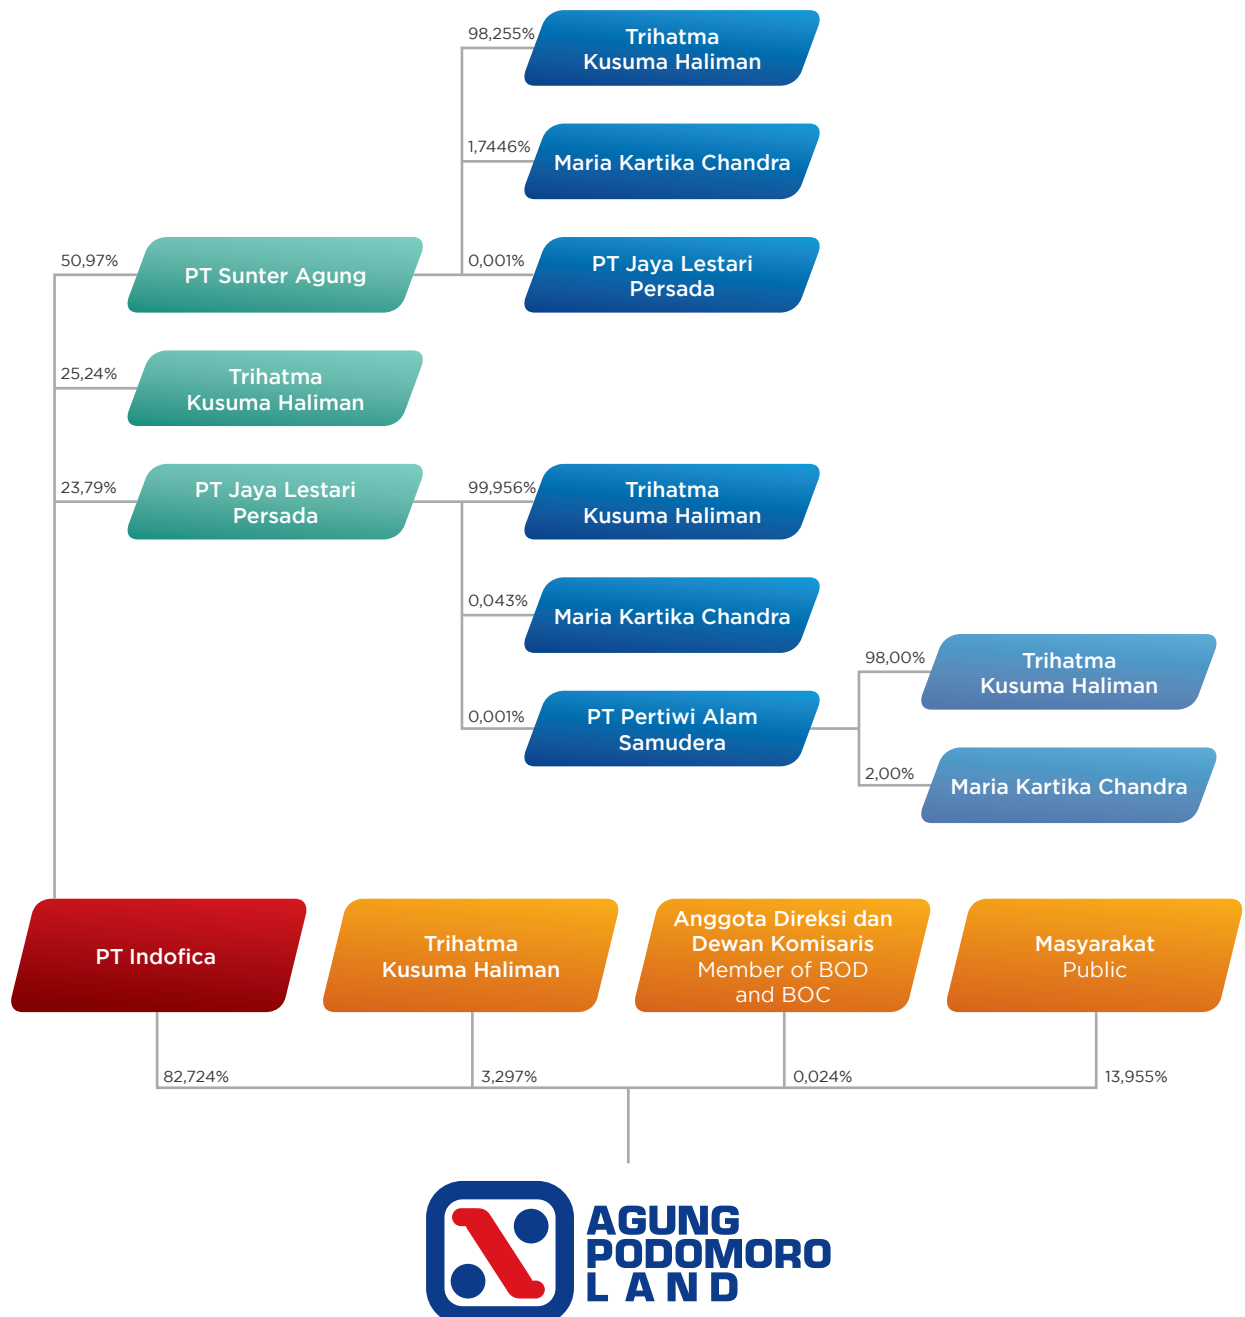 98,255%
Trihatma
Kusuma Haliman
1,7446%
Maria Kartika Chandra
50,97%
PT Sunter Agung
0,001%
PT Jaya Lestari
Persada
25,24%
Trihatma
Kusuma Haliman
23,79%
PT Jaya Lestari
Persada
99,956%
Trihatma
Kusuma Haliman
0,043%
Maria Kartika Chandra
0,001%
PT Pertiwi Alam
Samudera
98,00%
Trihatma
Kusuma Haliman
2,00%
Maria Kartika Chandra
PT Indofica
Trihatma
Kusuma Haliman
Anggota Direksi dan
Dewan Komisaris
Member of BOD
and BOC
Masyarakat
Public
82,724%
3,297%
0,024%
13,955%
AGUNG
PODOMORO
LAND